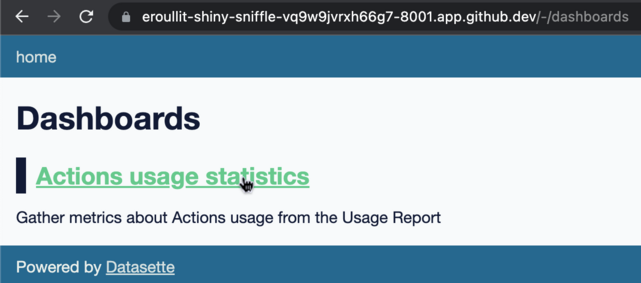 eroullit-shiny-sniffle-vq9w9jvrxh66g7-8001.app.github.dev/-/dashboards
home
Dashboards
Actions usage statistics
Gather metrics about Actions usage from the Usage Report
Powered by Datasette